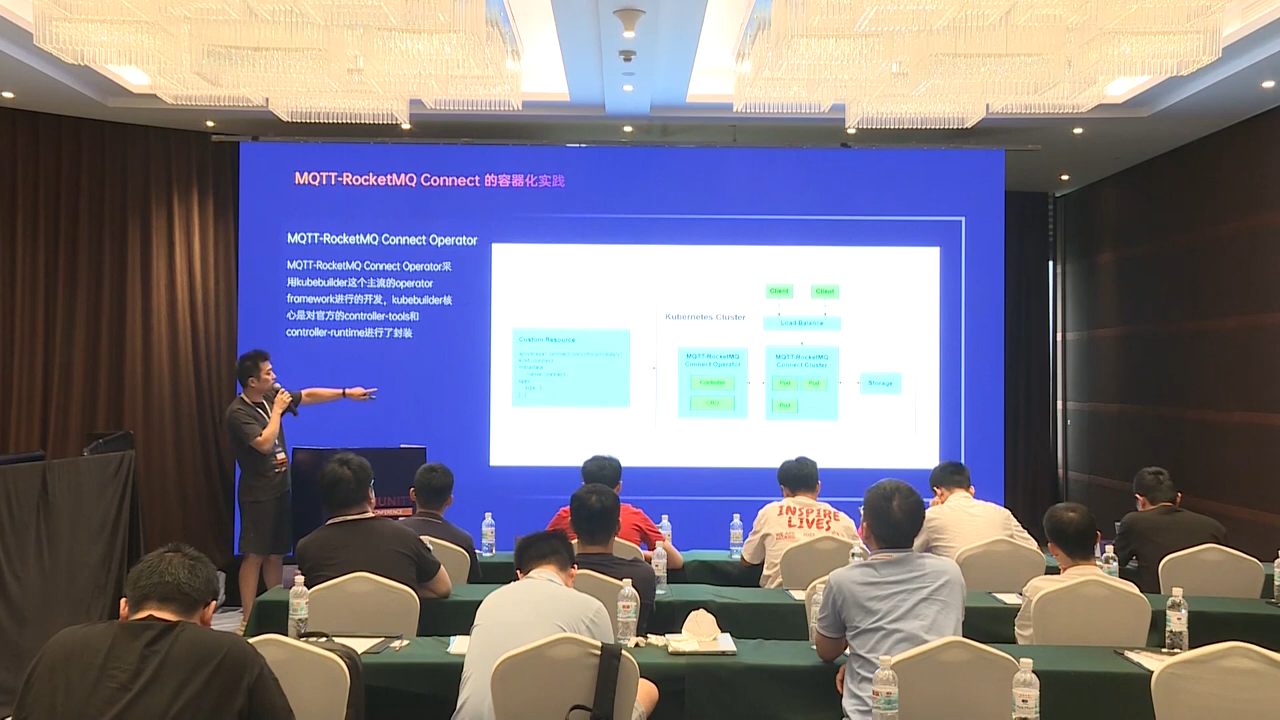 MQTT-RocketMQ Connect 的容器化实践
MQTT-RocketMQ Connect Operator
MQTT-RocketMQ Connect Operator采
用kubebuilder这个主流的operator
framework进行的开发，kubebuilder核
心是对官方的controller-tools和
controller-runtime进行了封装
Client
Client
Kubernetes Cluster
Load Balance
Custom Resource
MQTT-RocketMQ
Connect Operator
Controller
CRD
MQTT-RocketMQ
Connect Cluster
Pod
Pod
Pod
Storage
CONFERENCE
INSPIRE
LIVES